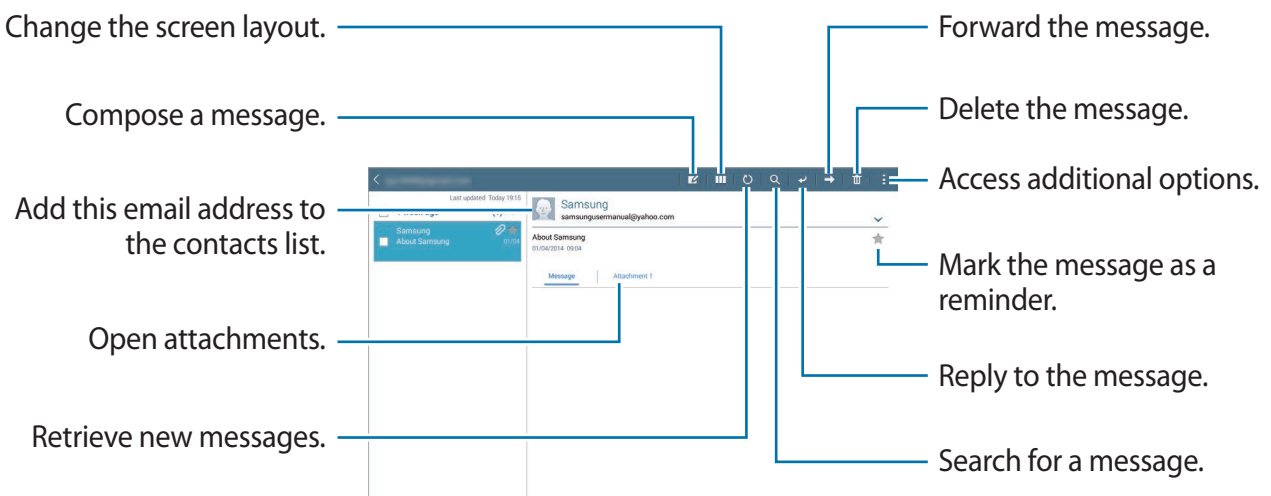 Change the screen layout.
Compose a message.
Add this email address to
the contacts list.
Open attachments.
Retrieve new messages.
Last updated Today 19:15
Samsung
About Samsung
01/04
Samsung
samsungusermanual@yahoo.com
About Samsung
01/04/2014 09:04
Message
Attachment 1
Forward the message.
Delete the message.
Access additional options.
Mark the message as a
reminder.
Reply to the message.
Search for a message.